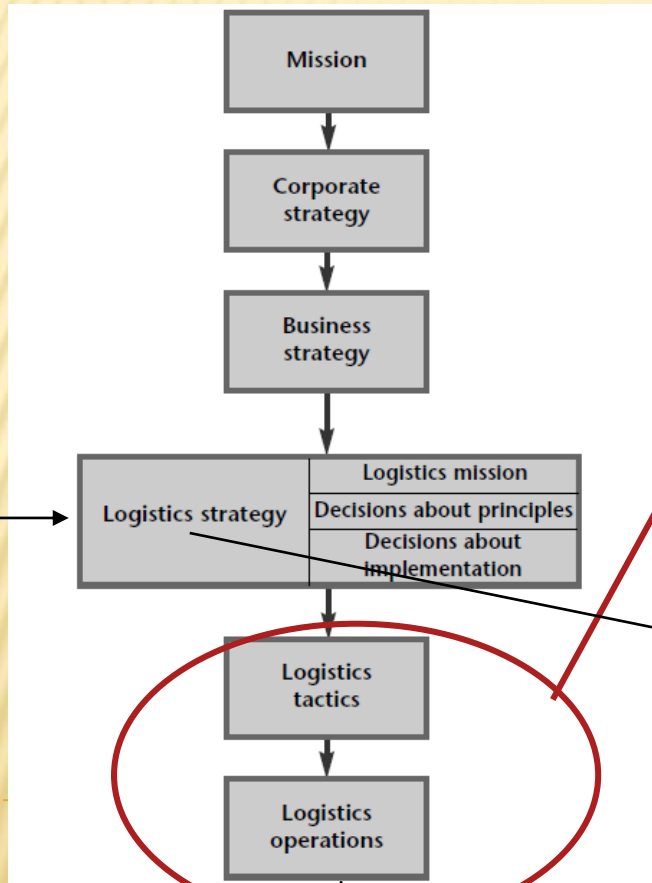 Mission
Corporate
strategy
Business
strategy
Logistics strategy
Logistics mission
Decisions about principles
Decisions about
implementation
Logistics
tactics
Logistics
operations